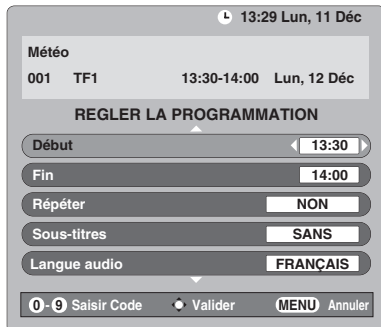 13:29 Lun, 11 Déc
Météo
001 TF1 13:30-14:00 Lun, 12 Déc
REGLER LA PROGRAMMATION
Début 13:30
Fin 14:00
Répéter NON
Sous-titres SANS
Langue audio FRANÇAIS
0-9 Saisir Code Valider MENU Annuler